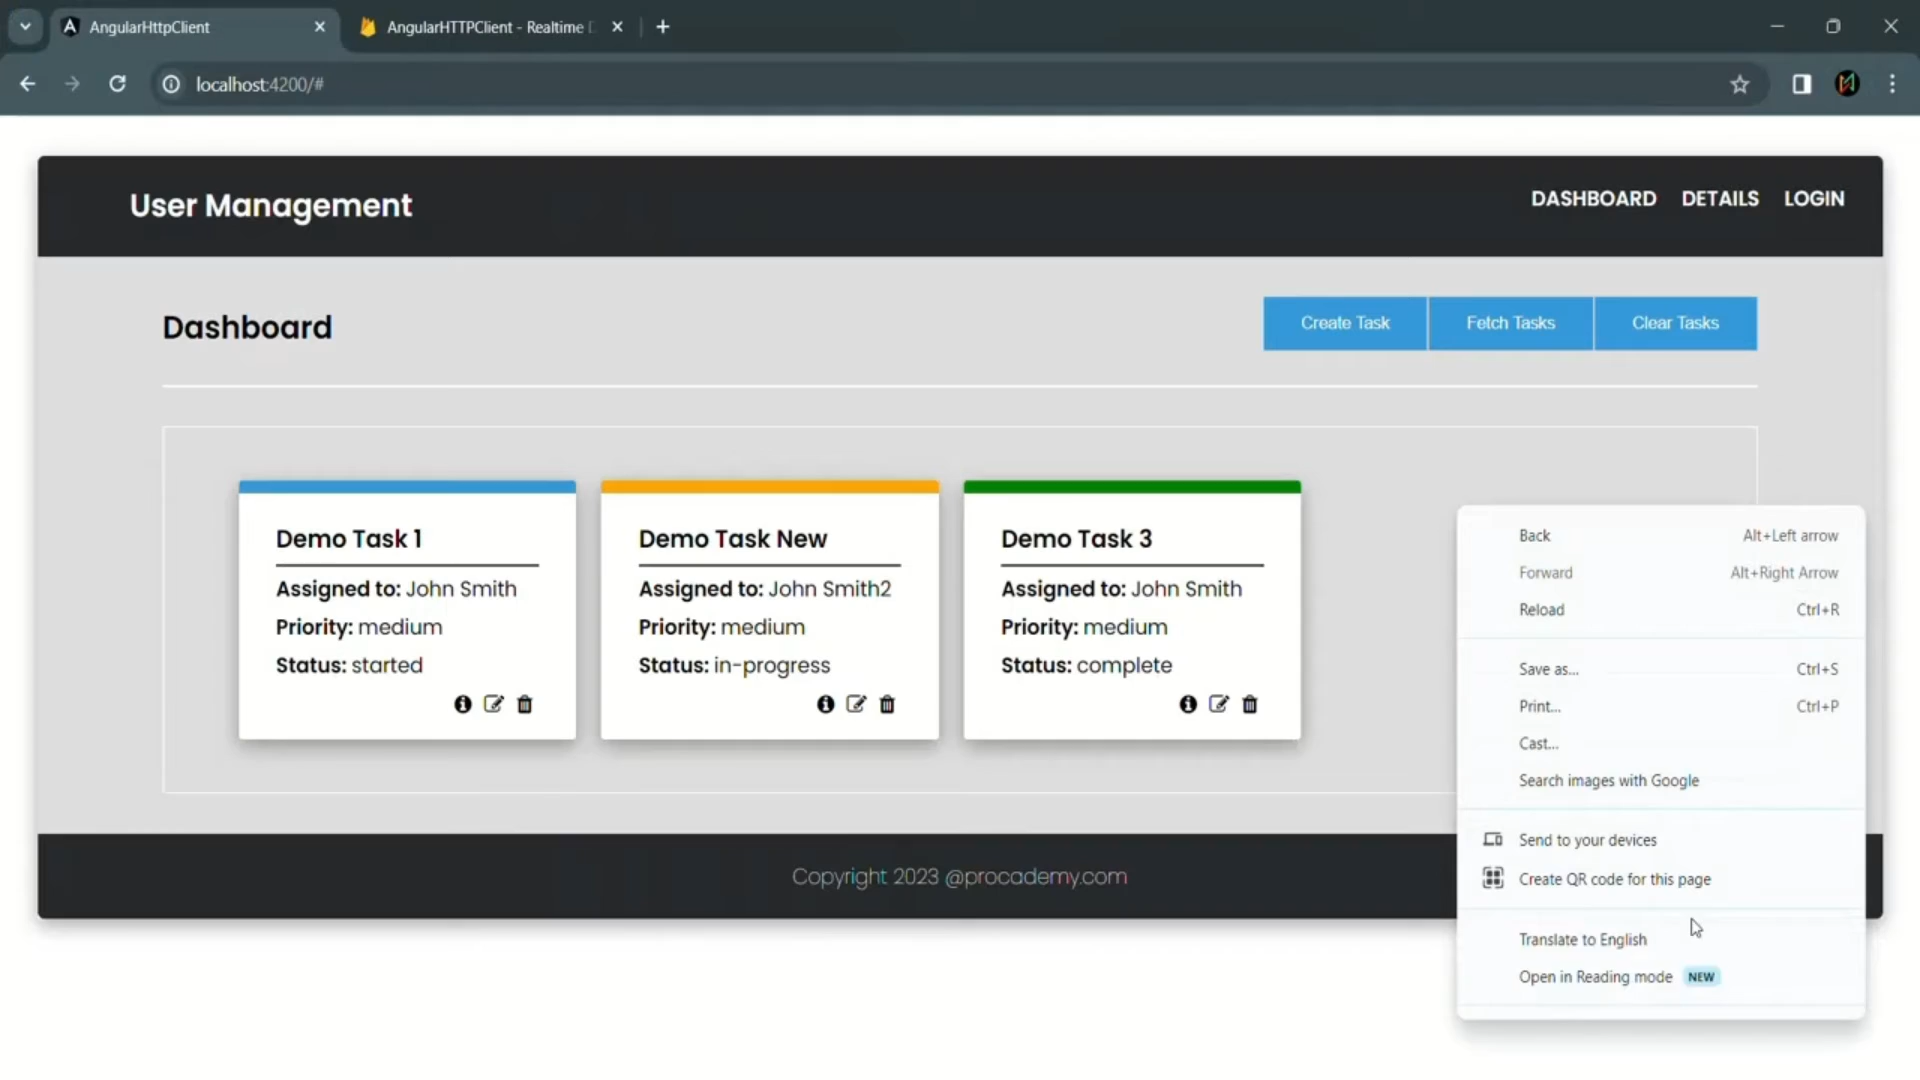 AngularHttpClient
AngularHTTPClient - Realtime
localhost:4200/#
User Management
DASHBOARD DETAILS LOGIN
Dashboard
Create Task Fetch Tasks Clear Tasks
Demo Task 1
Assigned to: John Smith
Priority: medium
Status: started
Demo Task New
Assigned to: John Smith2
Priority: medium
Status: in-progress
Demo Task 3
Assigned to: John Smith
Priority: medium
Status: complete
Back Alt+Left arrow
Forward Alt+Right Arrow
Reload Ctrl+R
Save as... Ctrl+S
Print... Ctrl+P
Cast...
Search images with Google
Send to your devices
Create QR code for this page
Translate to English
Open in Reading mode NEW
Copyright 2023 @procademy.com